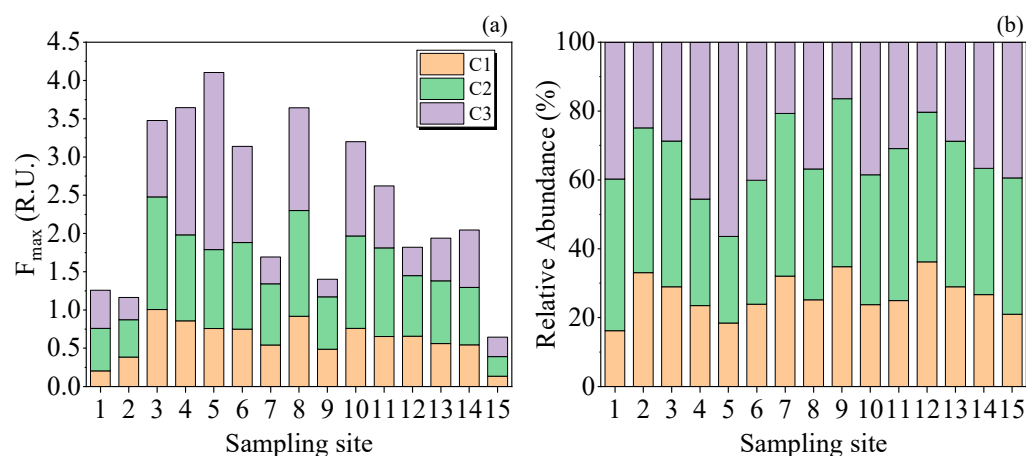 (a)
F_max (R.U.)
4.5
4.0
3.5
3.0
2.5
2.0
1.5
1.0
0.5
0.0
C1
C2
C3
1 2 3 4 5 6 7 8 9 10 11 12 13 14 15
Sampling site
(b)
Relative Abundance (%)
100
80
60
40
20
0
1 2 3 4 5 6 7 8 9 10 11 12 13 14 15
Sampling site